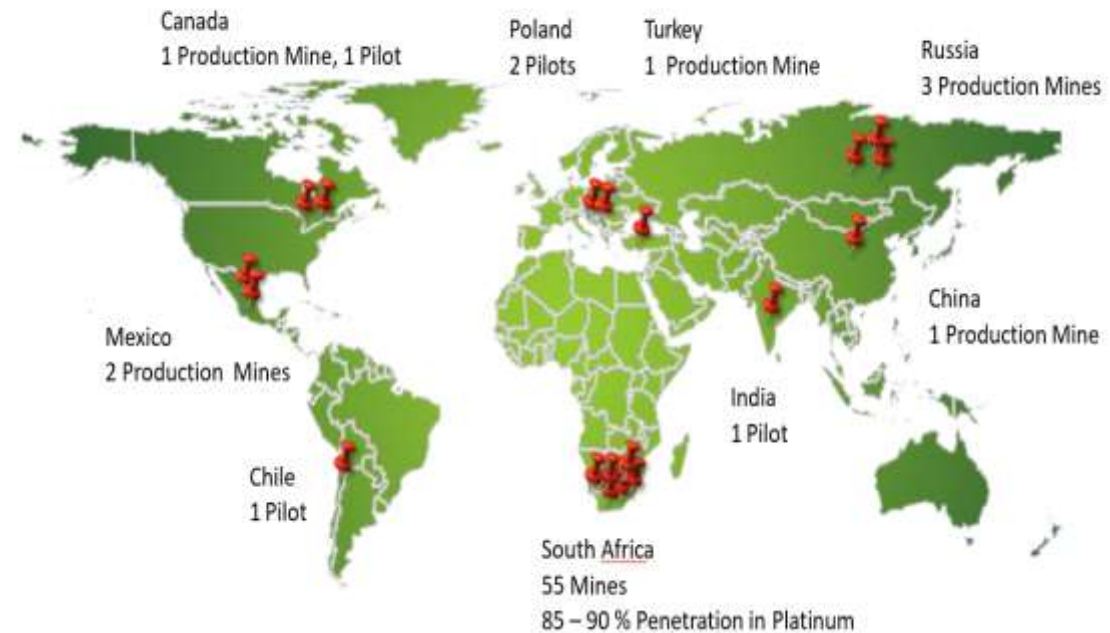 Canada
1 Production Mine, 1 Pilot
Poland
2 Pilots
Turkey
1 Production Mine
Russia
3 Production Mines
China
1 Production Mine
Mexico
2 Production Mines
India
1 Pilot
Chile
1 Pilot
South Africa
55 Mines
85 – 90 % Penetration in Platinum